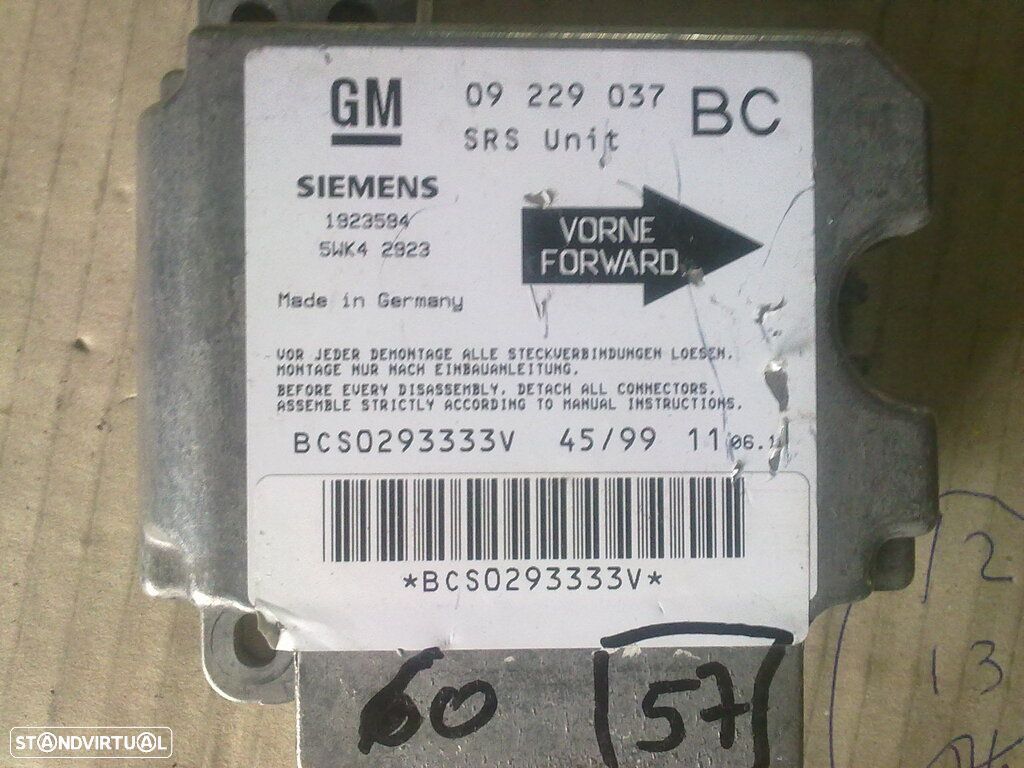 GM
09 229 037 BC
SRS Unit
SIEMENS
1923594
5WK4 2923
VORNE
FORWARD
Made in Germany
VOR JEDER DEMONTAGE ALLE STECKVERBINDUNGEN LOESEN.
MONTAGE NUR NACH EINBAUANLEITUNG.
BEFORE EVERY DISASSEMBLY, DETACH ALL CONNECTORS.
ASSEMBLE STRICTLY ACCORDING TO MANUAL INSTRUCTIONS.
BCS0293333V 45/99 11 06.
*BCS0293333V*
60 57
12
13
STANDVIRTUAL